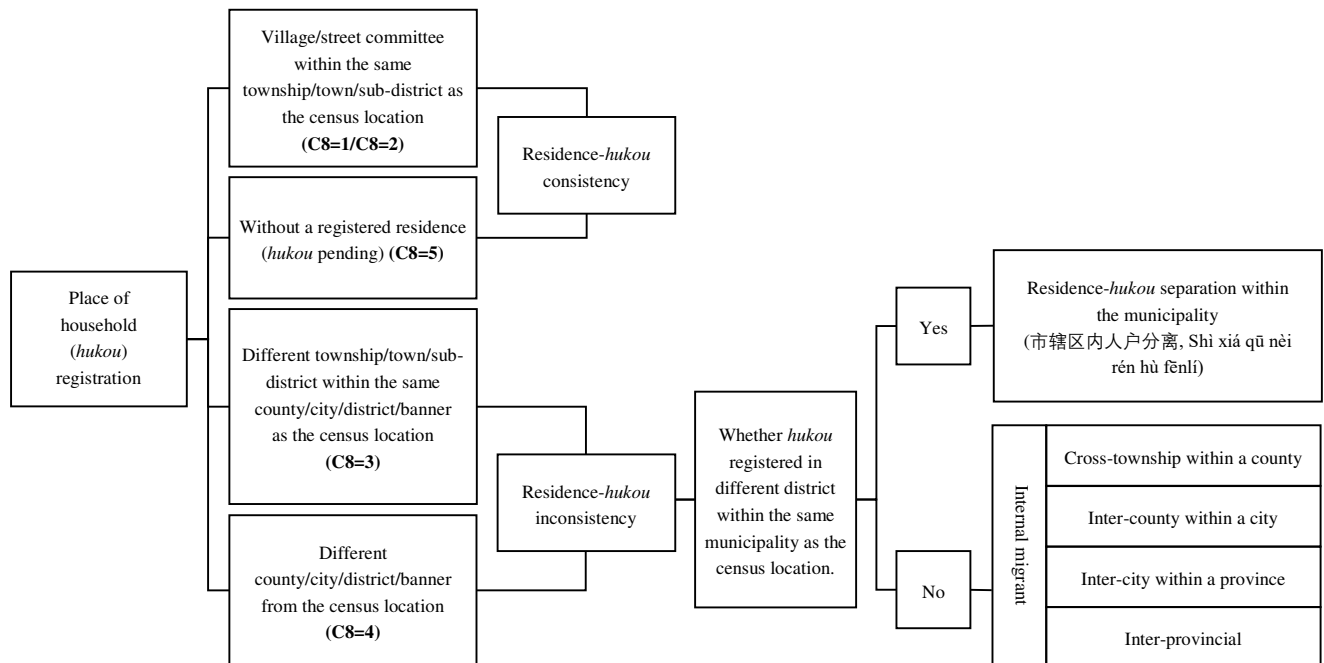 Place of
household
(hukou)
registration
Village/street committee
within the same
township/town/sub-district as
the census location
(C8=1/C8=2)
Without a registered residence
(hukou pending) (C8=5)
Different township/town/sub-
district within the same
county/city/district/banner
as the census location
(C8=3)
Different
county/city/district/banner
from the census location
(C8=4)
Residence-hukou
consistency
Residence-hukou
inconsistency
Whether hukou
registered in
different district
within the same
municipality as the
census location.
Yes
No
Residence-hukou separation within
the municipality
(市辖区内人户分离, Shì xiá qū nèi
rén hù fēnlí)
Internal migrant
Cross-township within a county
Inter-county within a city
Inter-city within a province
Inter-provincial